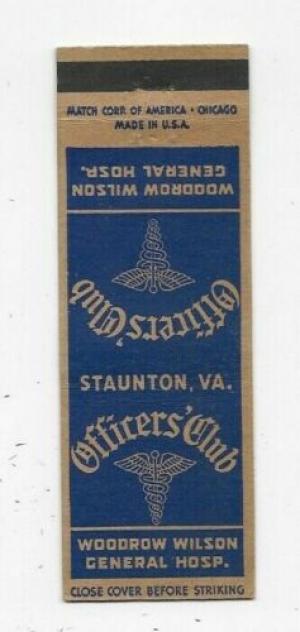 MATCH CORP. OF AMERICA • CHICAGO
MADE IN U.S.A.
WOODROW WILSON
GENERAL HOSP.
Officers' Club
STAUNTON, VA.
Officers' Club
WOODROW WILSON
GENERAL HOSP.
CLOSE COVER BEFORE STRIKING